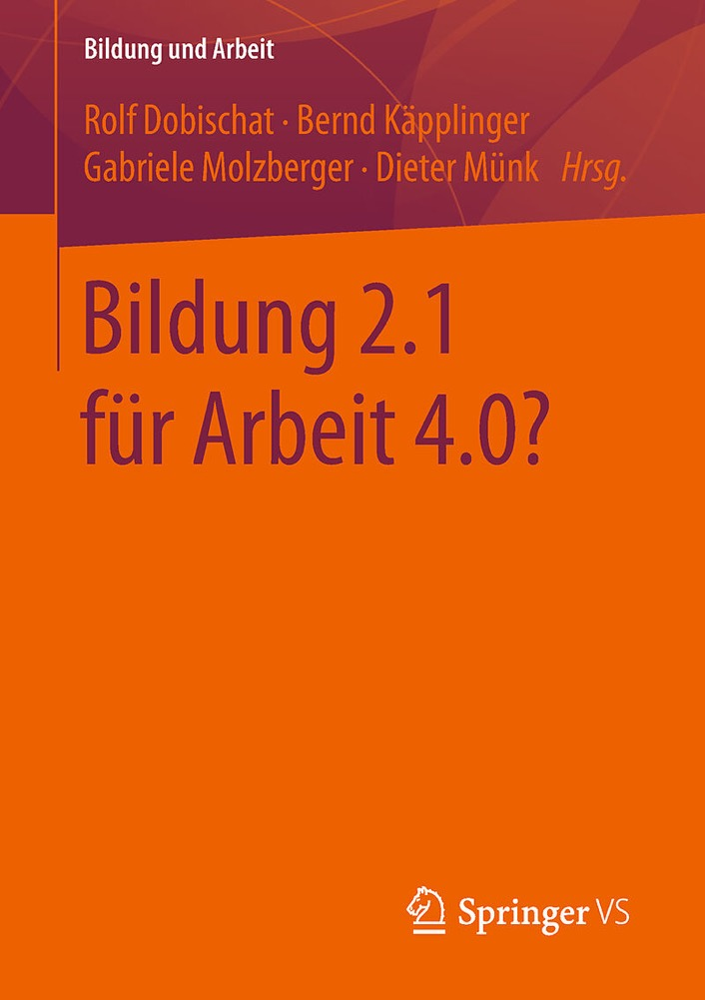 Bildung und Arbeit
Rolf Dobischat · Bernd Käpplinger
Gabriele Molzberger · Dieter Münk Hrsg.
Bildung 2.1
für Arbeit 4.0?
Springer VS